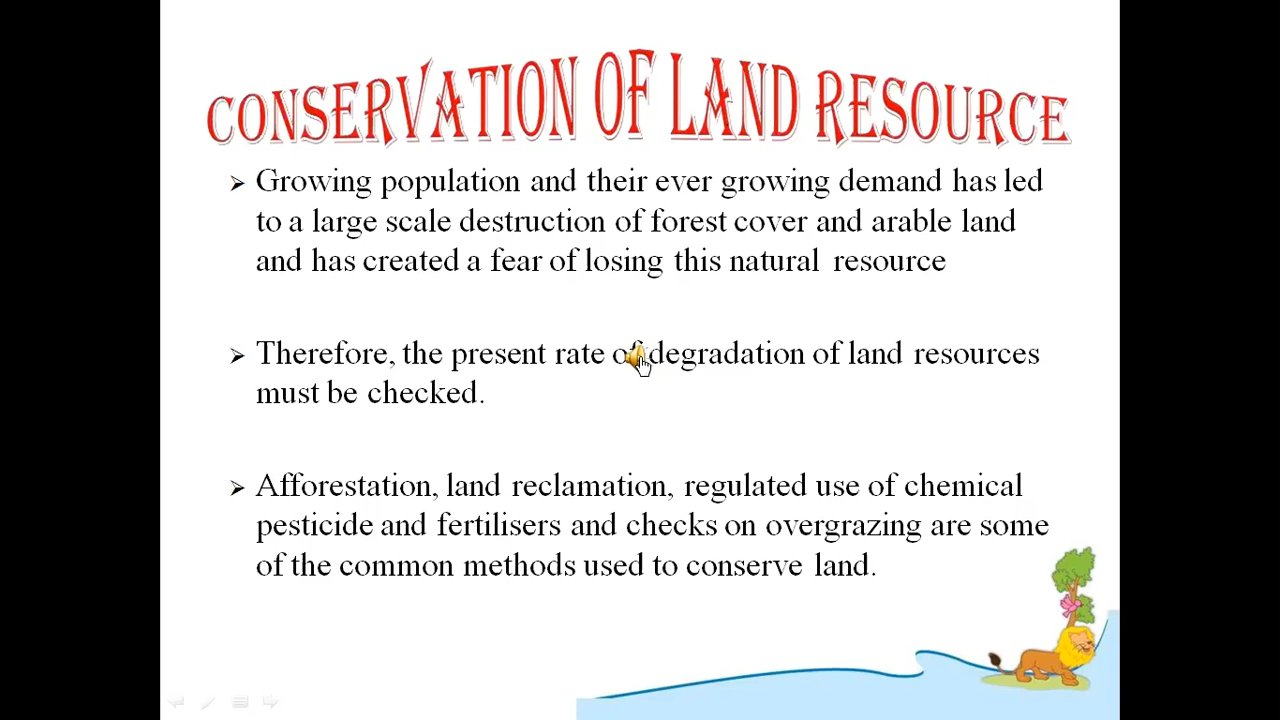 CONSERVATION OF LAND RESOURCE
Growing population and their ever growing demand has led
to a large scale destruction of forest cover and arable land
and has created a fear of losing this natural resource
Therefore, the present rate of degradation of land resources
must be checked.
Afforestation, land reclamation, regulated use of chemical
pesticide and fertilisers and checks on overgrazing are some
of the common methods used to conserve land.